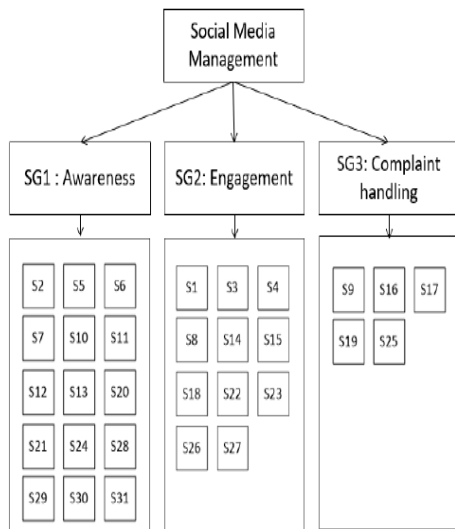 Social Media
Management
SG1 : Awareness
SG2: Engagement
SG3: Complaint
handling
S2 S5 S6
S7 S10 S11
S12 S13 S20
S21 S24 S28
S29 S30 S31
S1 S3 S4
S8 S14 S15
S18 S22 S23
S26 S27
S9 S16 S17
S19 S25